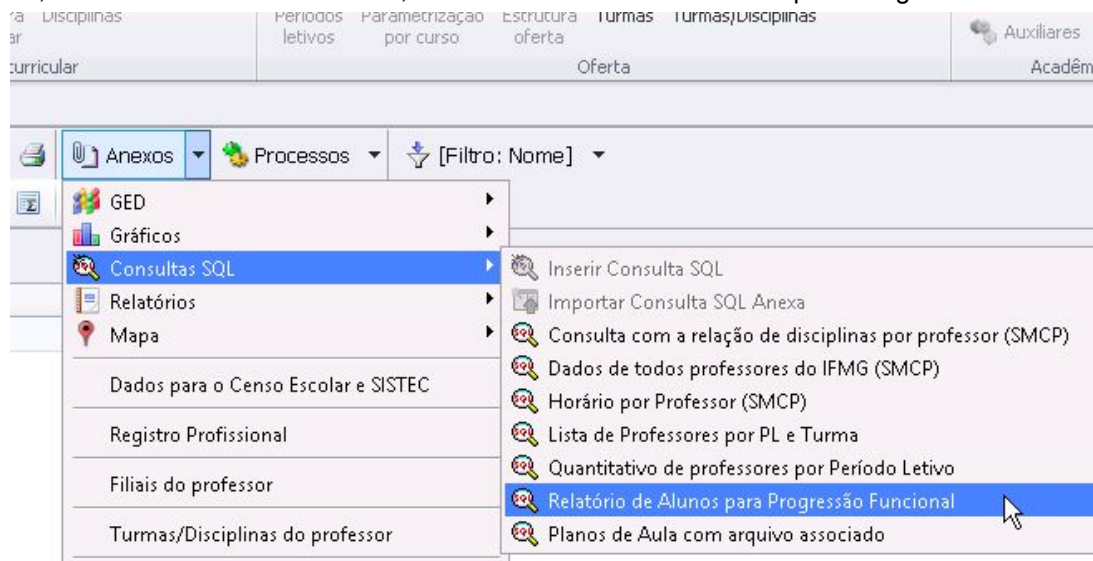 Disciplinas
Períodos letivos
Parametrização por curso
Estrutura oferta
Turmas
Turmas/Disciplinas
Auxiliares
curricular
Oferta
Acadêm
Anexos
Processos
[Filtro: Nome]
GED
Gráficos
Consultas SQL
Relatórios
Mapa
Dados para o Censo Escolar e SISTEC
Registro Profissional
Filiais do professor
Turmas/Disciplinas do professor
Inserir Consulta SQL
Importar Consulta SQL Anexa
Consulta com a relação de disciplinas por professor (SMCP)
Dados de todos professores do IFMG (SMCP)
Horário por Professor (SMCP)
Lista de Professores por PL e Turma
Quantitativo de professores por Período Letivo
Relatório de Alunos para Progressão Funcional
Planos de Aula com arquivo associado